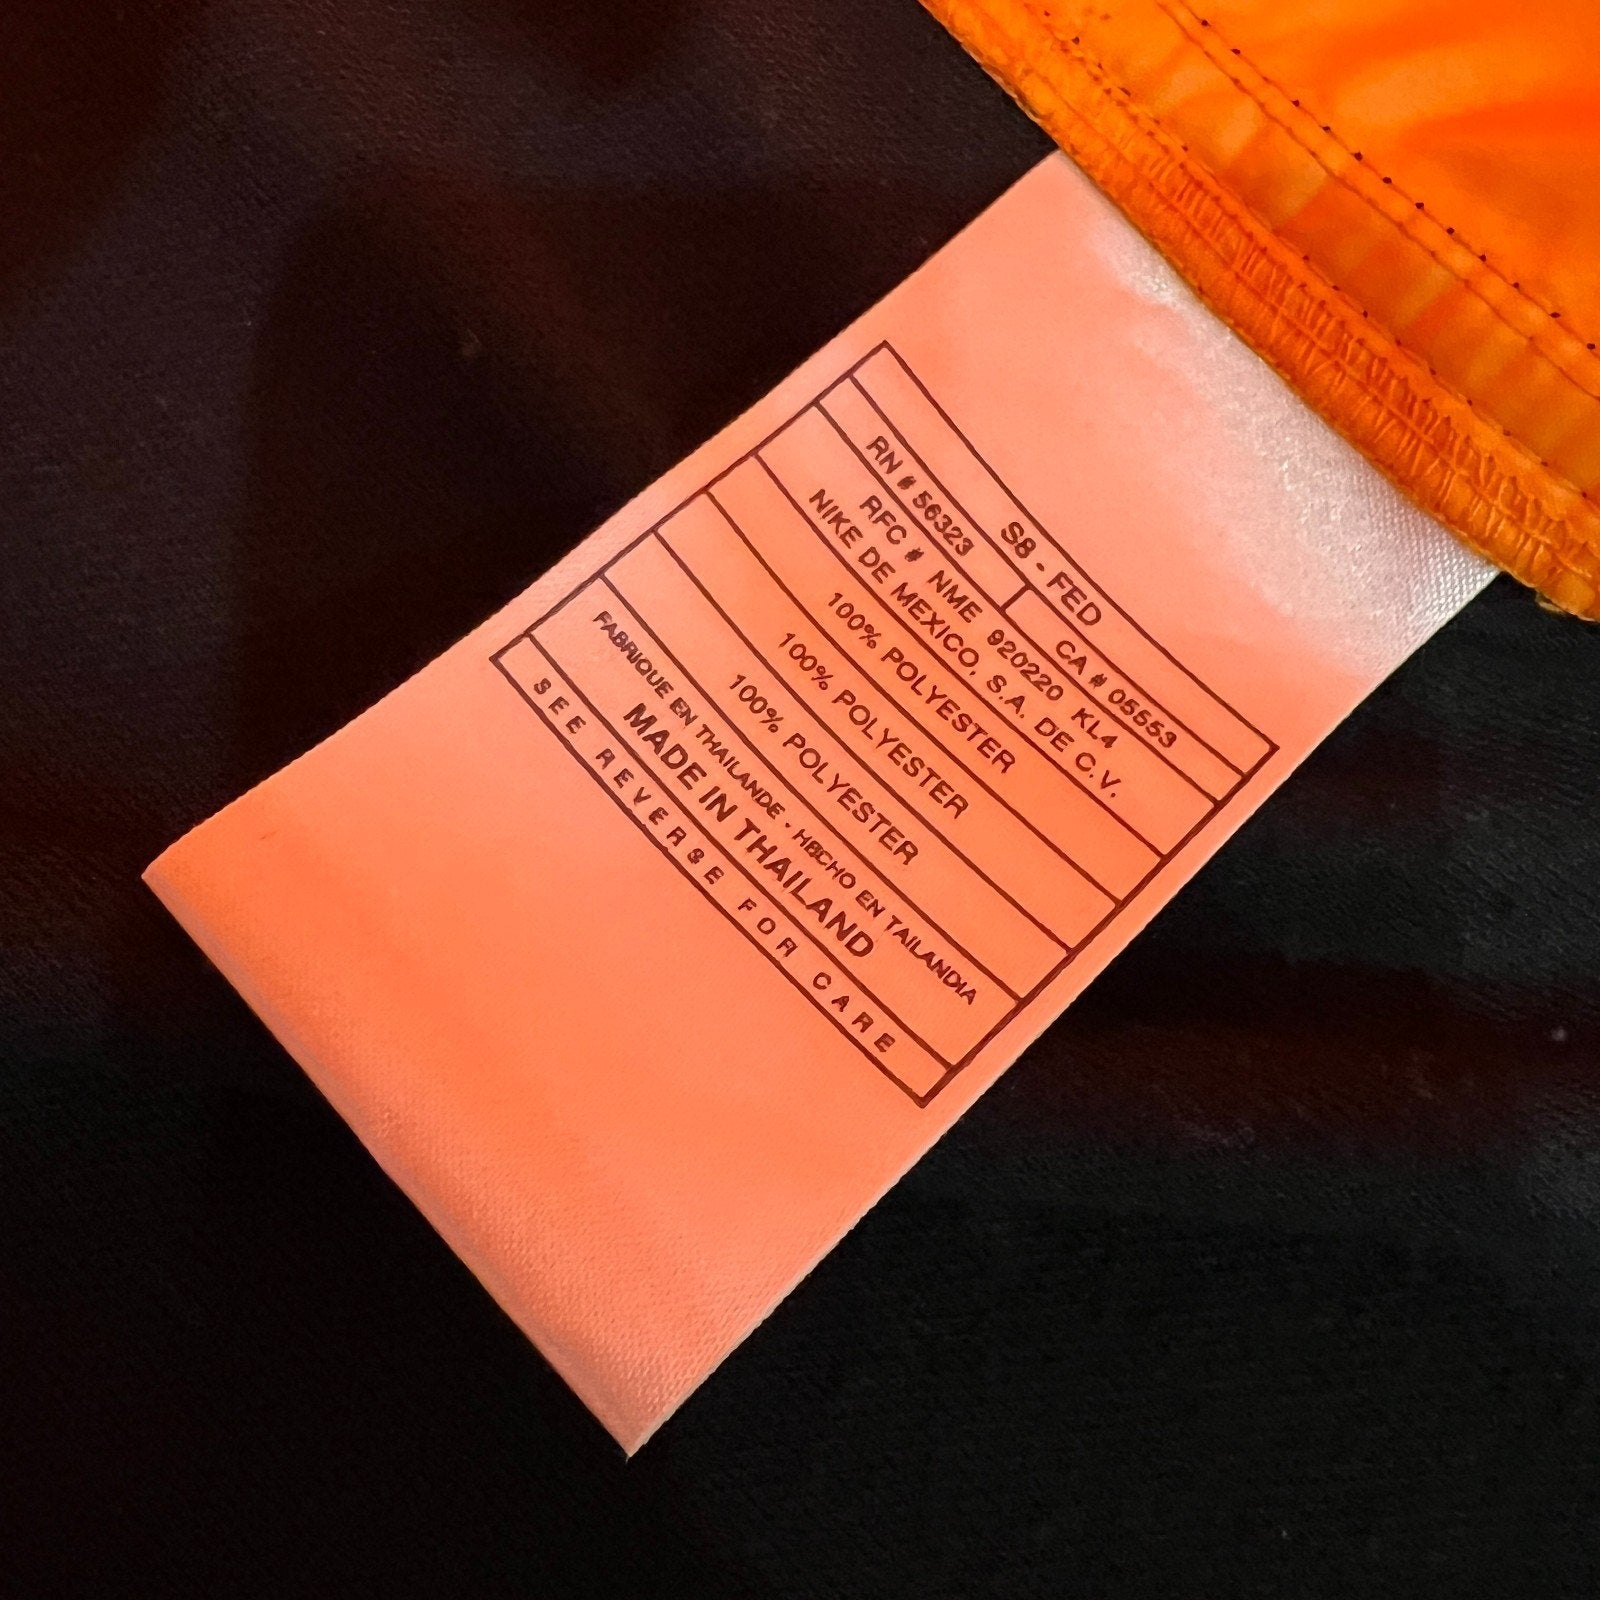 S8 - FED
RN # 56323 CA # 05553
RFC # NME 920220 KL4
NIKE DE MEXICO, S.A. DE C.V.
100% POLYESTER
100% POLYESTER
100% POLYESTER
FABRIQUE EN THAILANDE • HECHO EN TAILANDIA
MADE IN THAILAND
SEE REVERSE FOR CARE